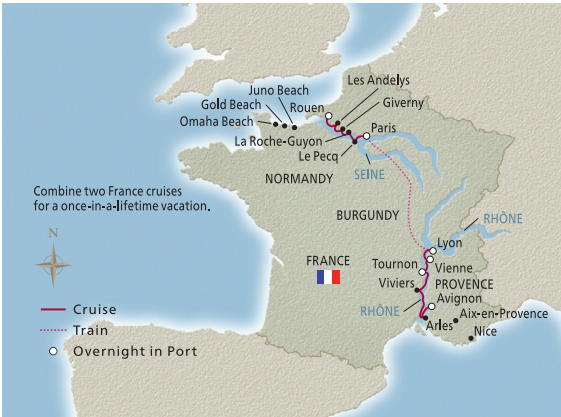 Les Andelys
Juno Beach
Giverny
Gold Beach
Rouen
Omaha Beach
Paris
La Roche-Guyon
Le Pecq
NORMANDY
SEINE
Combine two France cruises
for a once-in-a-lifetime vacation.
BURGUNDY
RHÔNE
N
Lyon
FRANCE
Tournon
Vienne
Viviers
PROVENCE
Avignon
RHÔNE
Aix-en-Provence
Arles
Nice
Cruise
Train
Overnight in Port